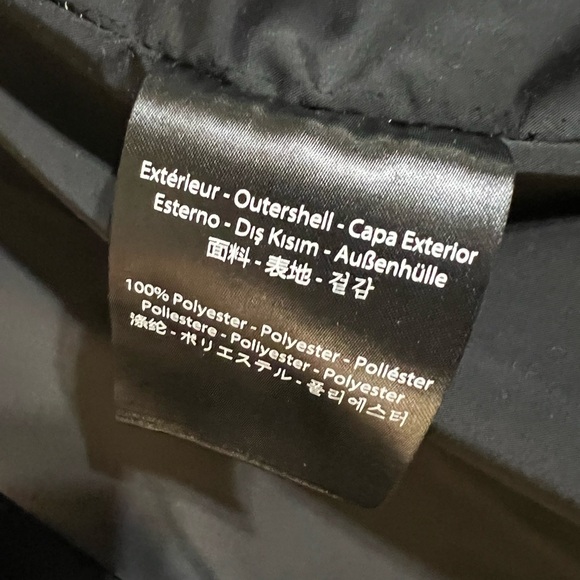 Extérieur - Outershell - Capa Exterior
Esterno - Dış Kısım - Außenhülle
面料 - 表地 - 겉감
100% Polyester - Polyester - Poliéster
Poliestere - Polyester - Polyester
涤纶 - ポリエステル - 폴리에스터